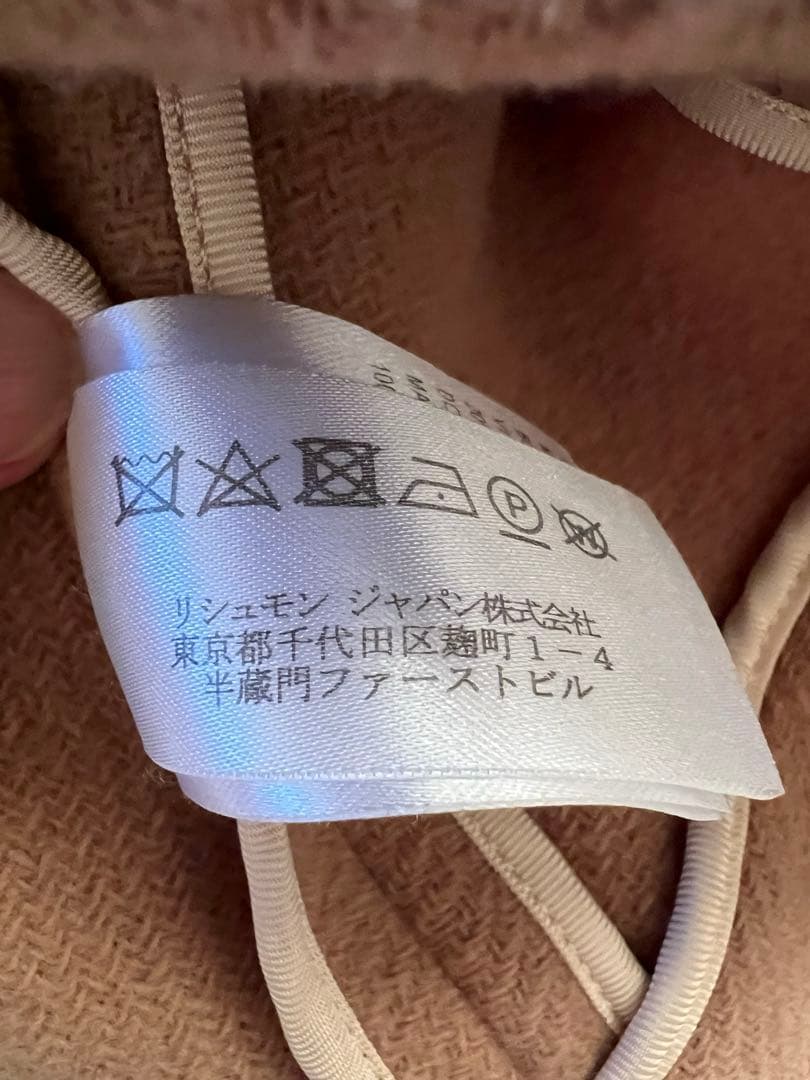 P W
リシュモン ジャパン株式会社
東京都千代田区麹町1-4
半蔵門ファーストビル